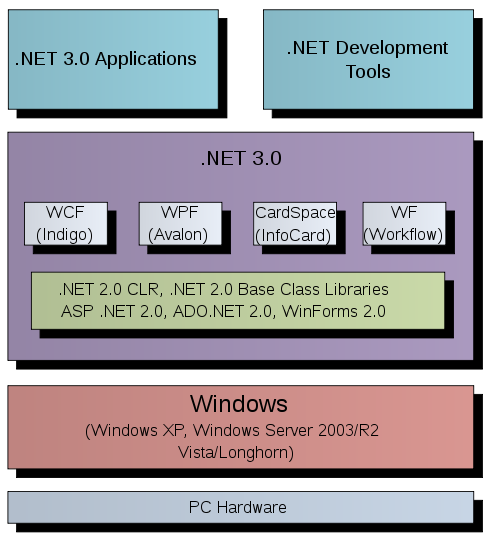 .NET 3.0 Applications
.NET Development
Tools
.NET 3.0
WCF
(Indigo)
WPF
(Avalon)
CardSpace
(InfoCard)
WF
(Workflow)
.NET 2.0 CLR, .NET 2.0 Base Class Libraries
ASP .NET 2.0, ADO.NET 2.0, WinForms 2.0
Windows
(Windows XP, Windows Server 2003/R2
Vista/Longhorn)
PC Hardware